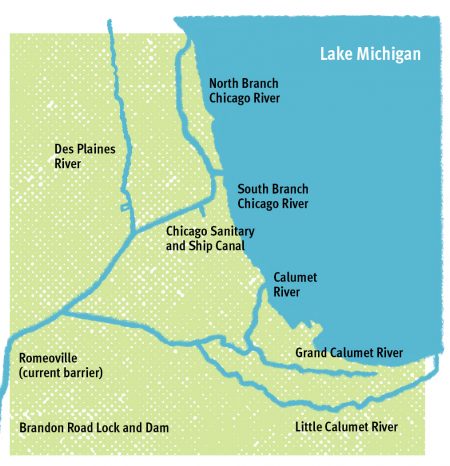 Lake Michigan
North Branch
Chicago River
Des Plaines
River
South Branch
Chicago River
Chicago Sanitary
and Ship Canal
Calumet
River
Romeoville
(current barrier)
Grand Calumet River
Brandon Road Lock and Dam
Little Calumet River